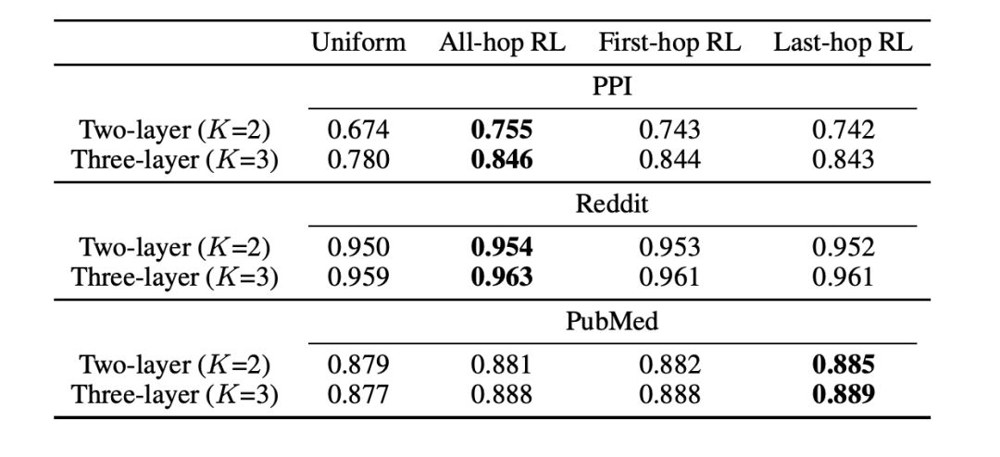 Uniform All-hop RL First-hop RL Last-hop RL
PPI
Two-layer (K=2) 0.674 0.755 0.743 0.742
Three-layer (K=3) 0.780 0.846 0.844 0.843
Reddit
Two-layer (K=2) 0.950 0.954 0.953 0.952
Three-layer (K=3) 0.959 0.963 0.961 0.961
PubMed
Two-layer (K=2) 0.879 0.881 0.882 0.885
Three-layer (K=3) 0.877 0.888 0.888 0.889